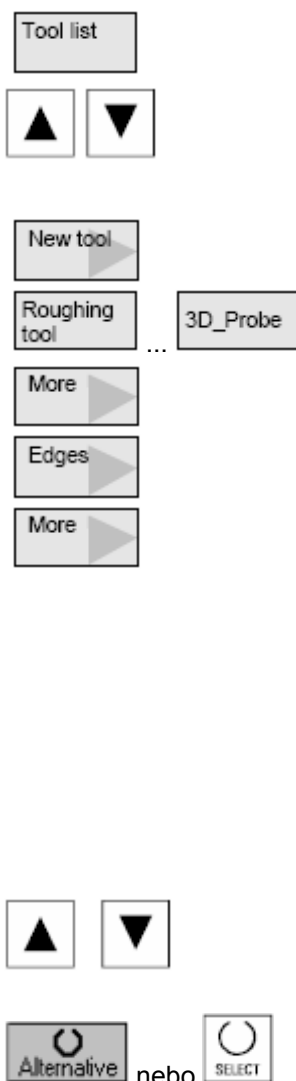 Tool list
New tool
Roughing
tool
... 3D_Probe
More
Edges
More
Alternative nebo SELECT